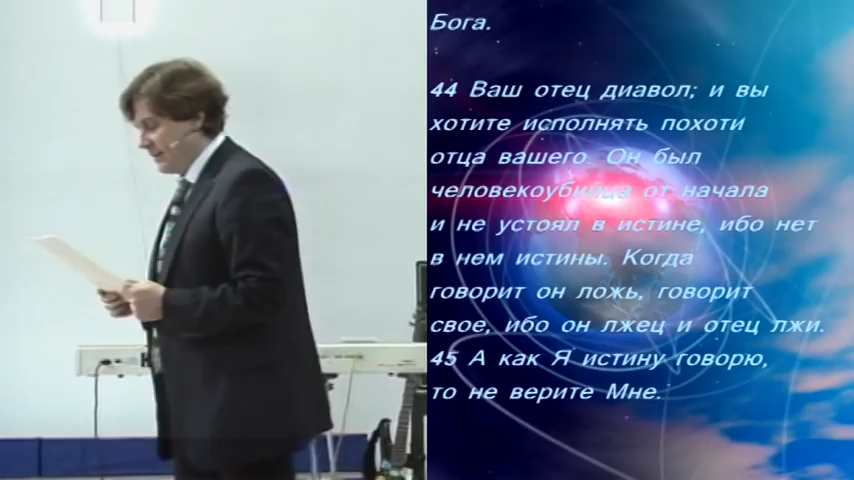 Бога.
44 Ваш отец диавол; и вы
хотите исполнять похоти
отца вашего. Он был
человекоубийца от начала
и не устоял в истине, ибо нет
в нем истины. Когда
говорит он ложь, говорит
свое, ибо он лжец и отец лжи.
45 А как Я истину говорю,
то не верите Мне.